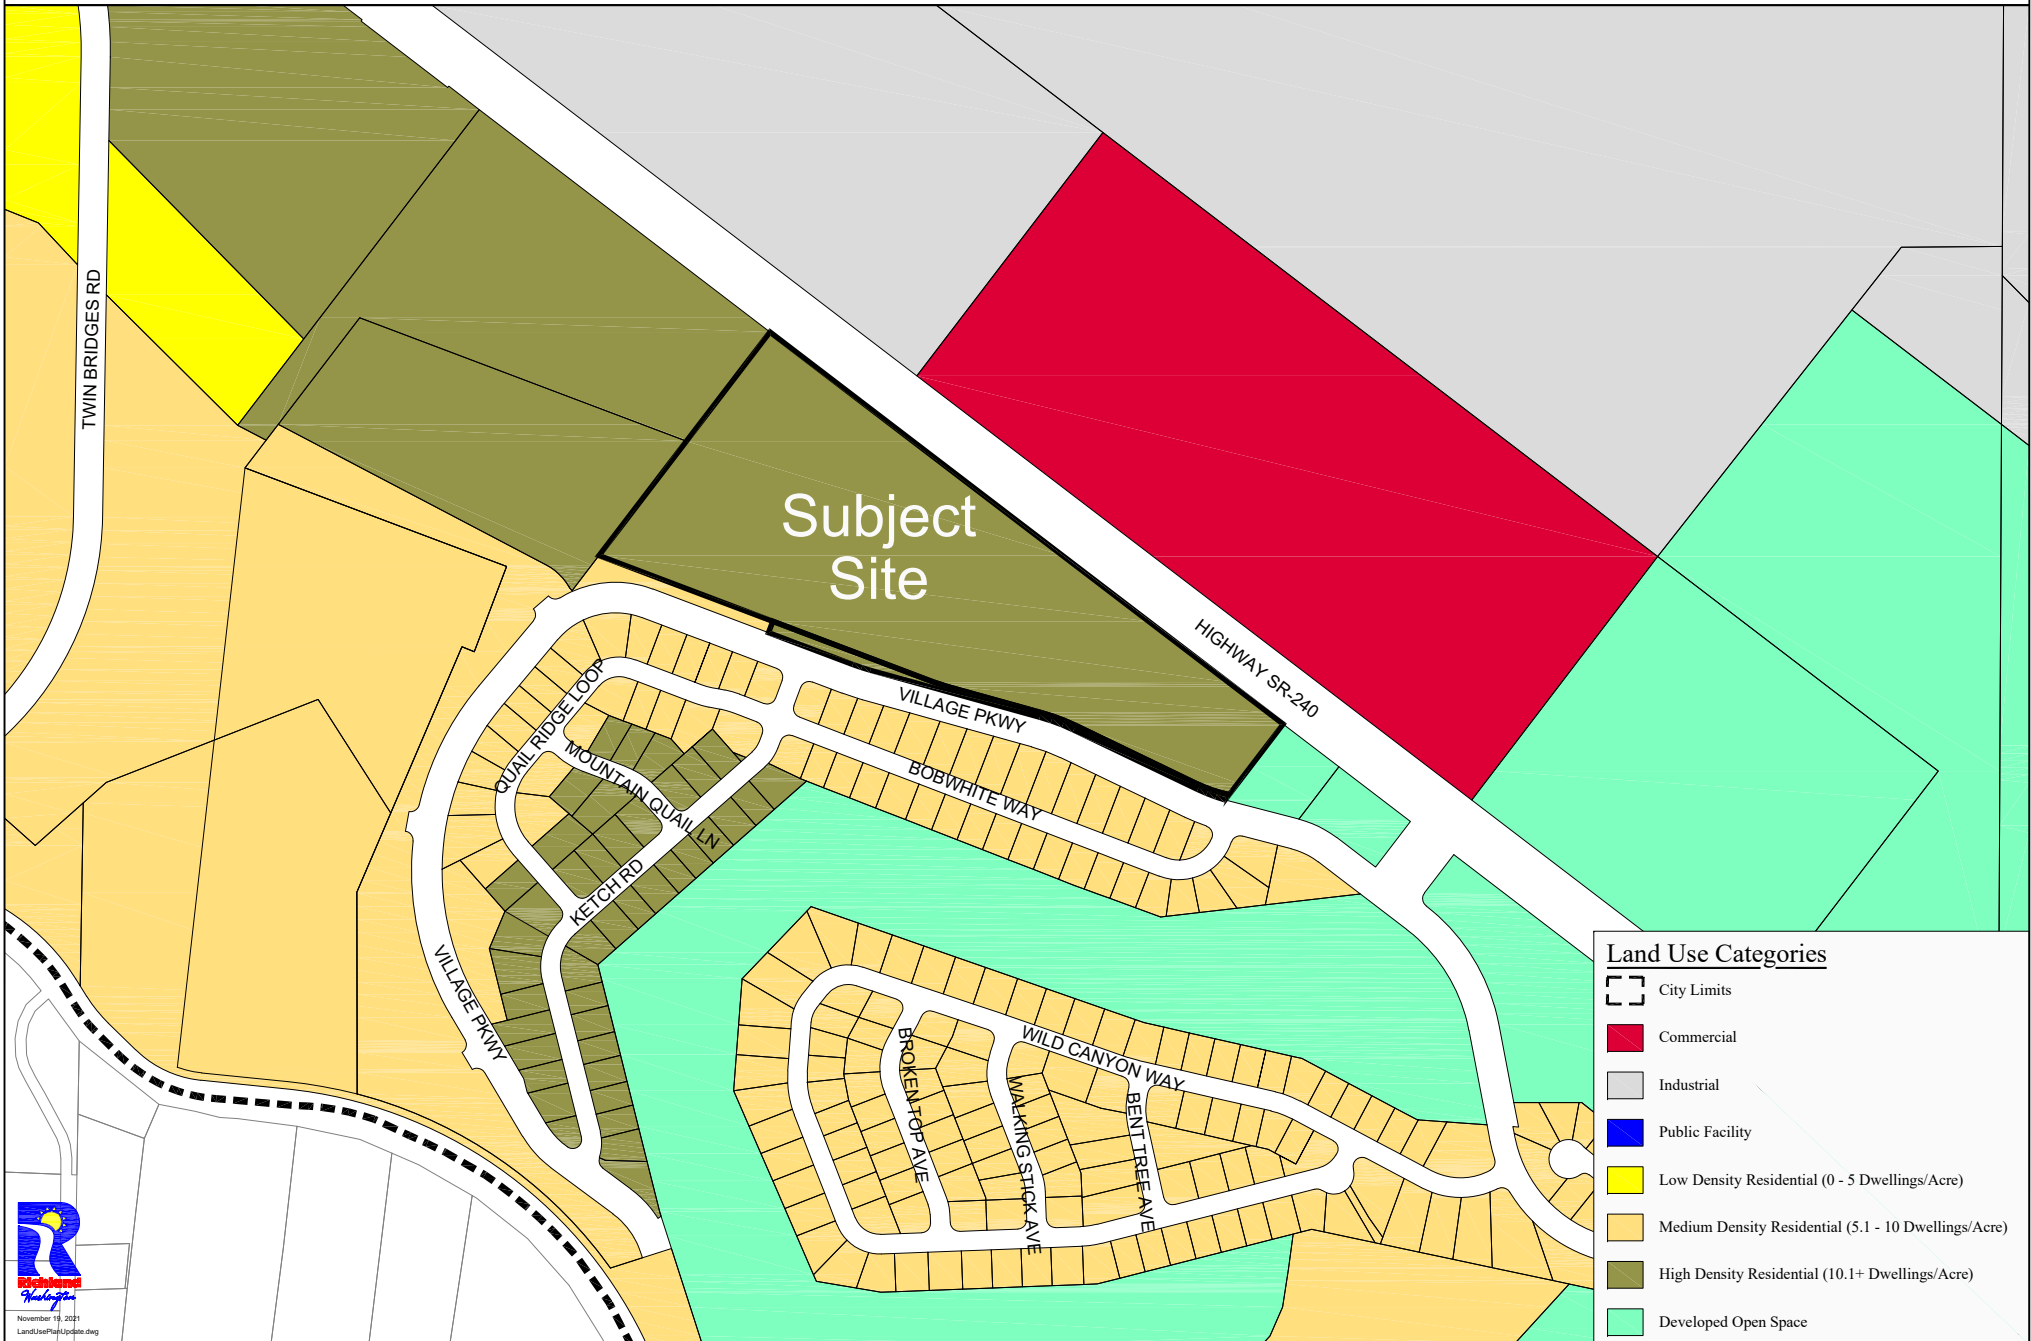 TWIN BRIDGES RD
Subject
Site
HIGHWAY SR-240
VILLAGE PKWY
QUAIL RIDGE LOOP
MOUNTAIN QUAIL LN
BOBWHITE WAY
KETCH RD
VILLAGE PKWY
WILD CANYON WAY
BROKEN TOP AVE
WALKING STICK AVE
BENT TREE AVE
Land Use Categories
City Limits
Commercial
Industrial
Public Facility
Low Density Residential (0 - 5 Dwellings/Acre)
Medium Density Residential (5.1 - 10 Dwellings/Acre)
High Density Residential (10.1+ Dwellings/Acre)
Developed Open Space
R
Richland
Washington
November 19, 2021
LandUsePlanUpdate.dwg